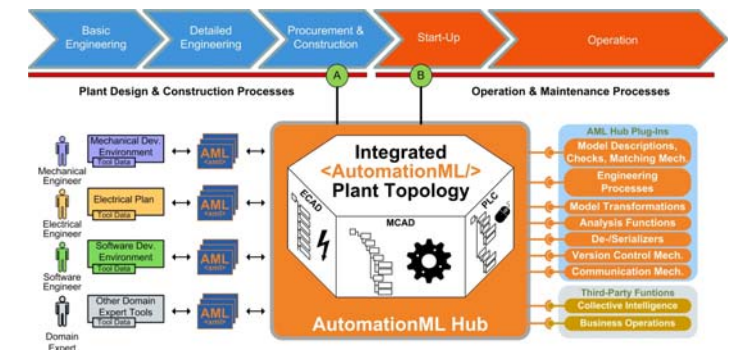 Basic
Engineering
Detailed
Engineering
Procurement &
Construction
Start-Up
Operation
A
B
Plant Design & Construction Processes
Operation & Maintenance Processes
Mechanical
Engineer
Mechanical Dev.
Environment
Tool Data
AML
Electrical
Engineer
Electrical Plan
Tool Data
AML
Software
Engineer
Software Dev.
Environment
Tool Data
AML
Domain
Expert
Other Domain
Expert Tools
Tool Data
AML
Integrated
<AutomationML/>
Plant Topology
ECAD
MCAD
PLC
AutomationML Hub
AML Hub Plug-Ins
Model Descriptions,
Checks, Matching Mech.
Engineering
Processes
Model Transformations
Analysis Functions
De-/Serializers
Version Control Mech.
Communication Mech.
Third-Party Funtions
Collective Intelligence
Business Operations